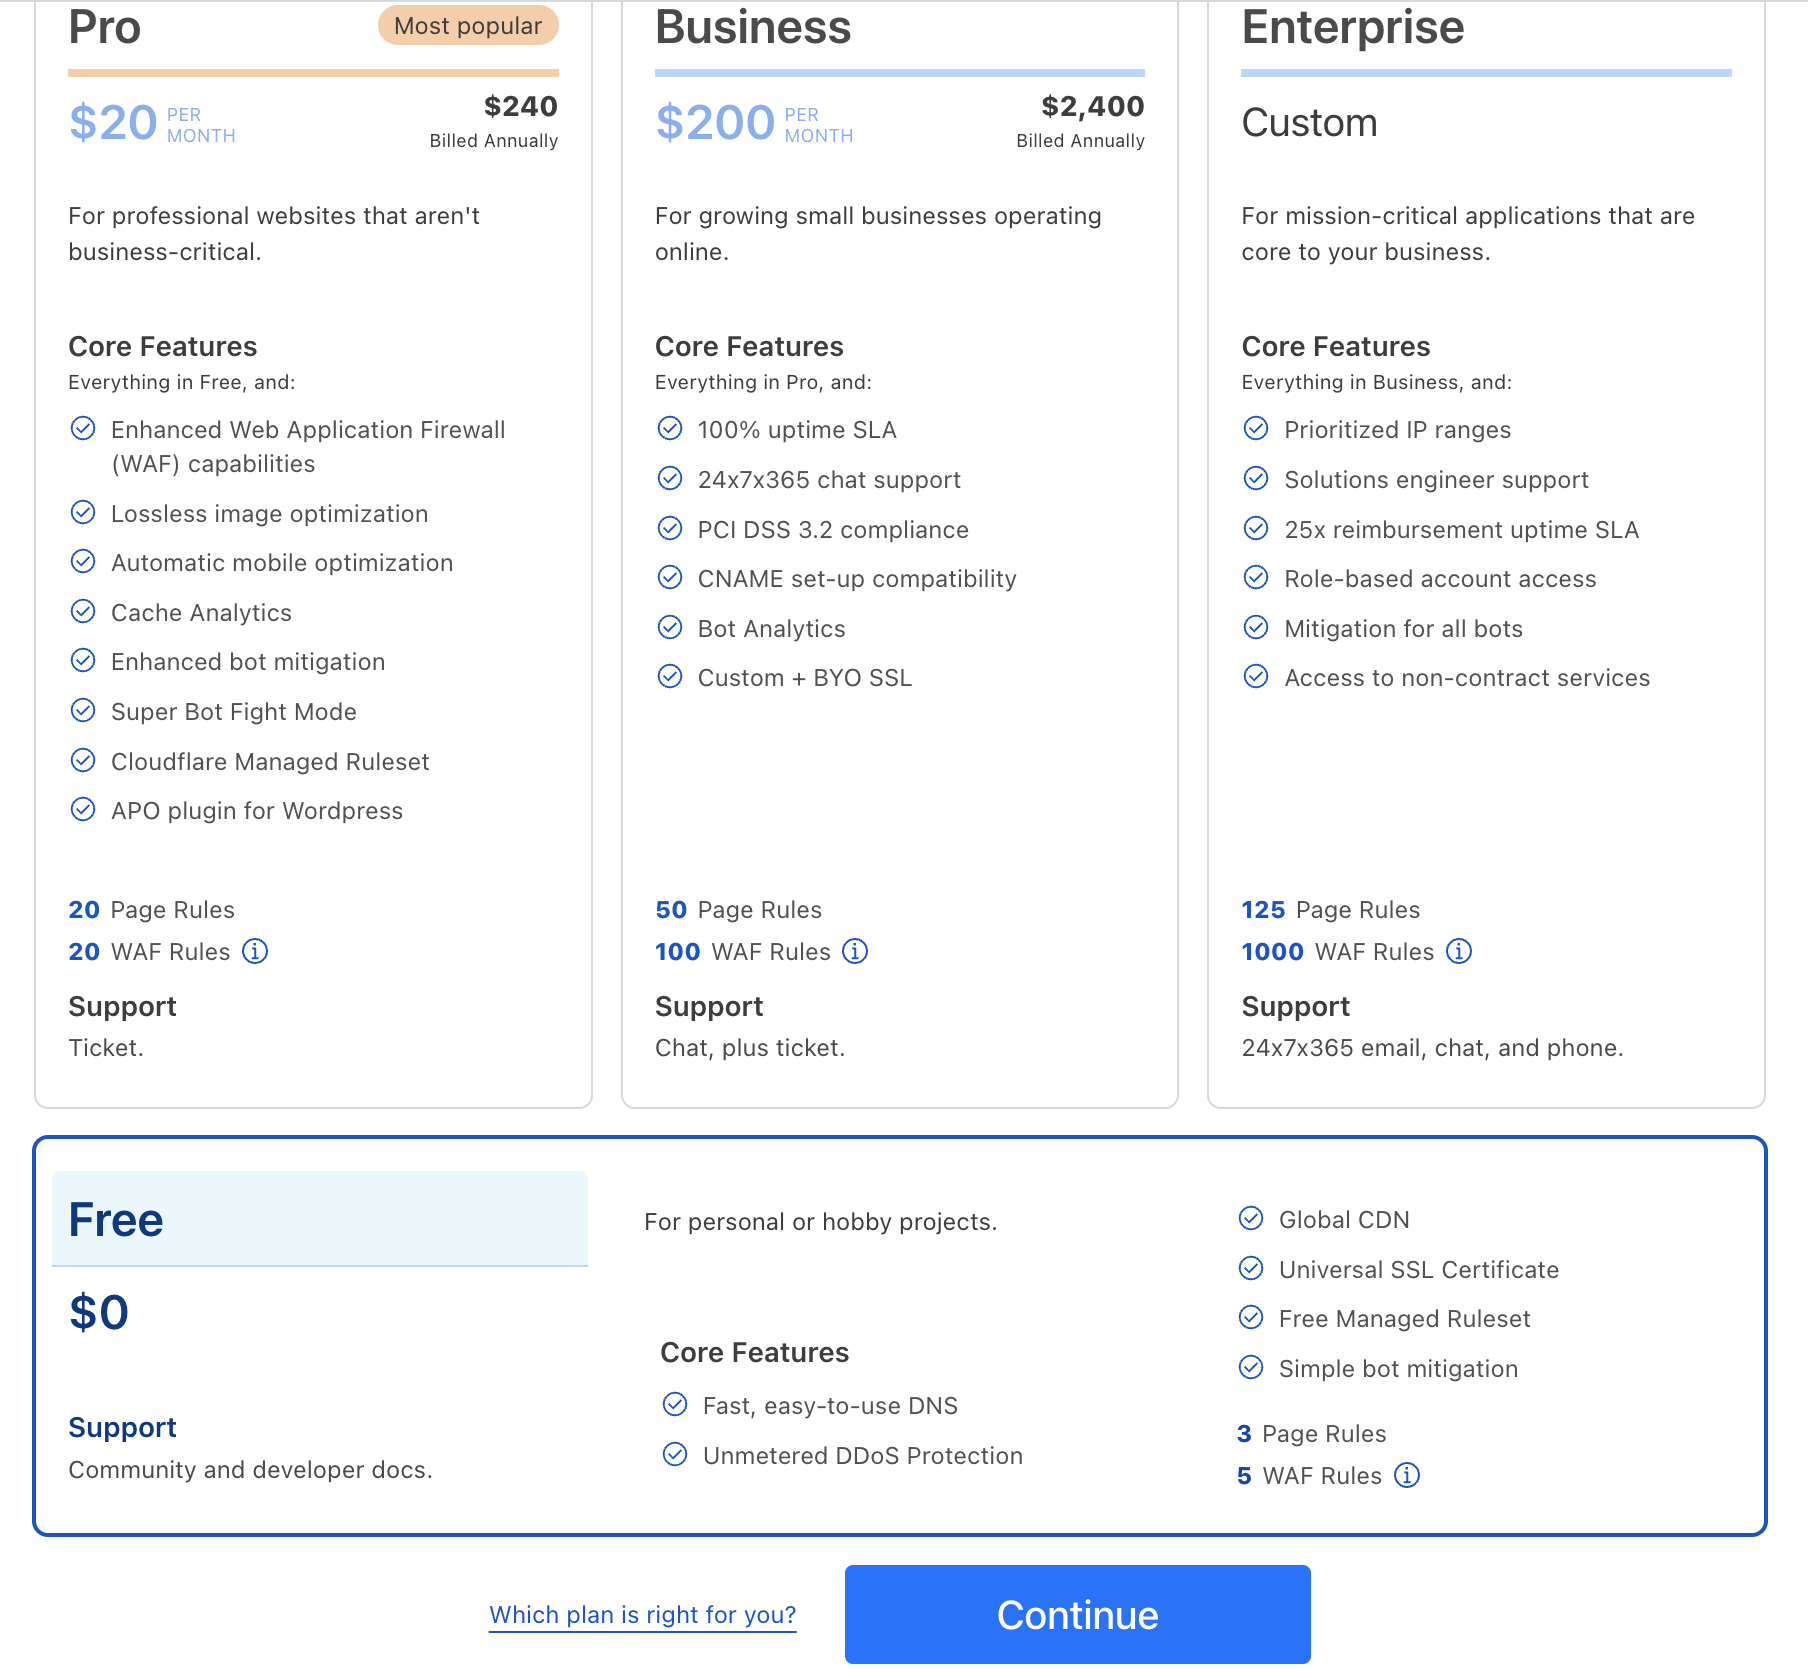 Pro
Most popular
$20 PER MONTH
$240
Billed Annually
For professional websites that aren't
business-critical.
Core Features
Everything in Free, and:
Enhanced Web Application Firewall
(WAF) capabilities
Lossless image optimization
Automatic mobile optimization
Cache Analytics
Enhanced bot mitigation
Super Bot Fight Mode
Cloudflare Managed Ruleset
APO plugin for Wordpress
20 Page Rules
20 WAF Rules
Support
Ticket.
Business
$200 PER MONTH
$2,400
Billed Annually
For growing small businesses operating
online.
Core Features
Everything in Pro, and:
100% uptime SLA
24x7x365 chat support
PCI DSS 3.2 compliance
CNAME set-up compatibility
Bot Analytics
Custom + BYO SSL
50 Page Rules
100 WAF Rules
Support
Chat, plus ticket.
Enterprise
Custom
For mission-critical applications that are
core to your business.
Core Features
Everything in Business, and:
Prioritized IP ranges
Solutions engineer support
25x reimbursement uptime SLA
Role-based account access
Mitigation for all bots
Access to non-contract services
125 Page Rules
1000 WAF Rules
Support
24x7x365 email, chat, and phone.
Free
$0
Support
Community and developer docs.
For personal or hobby projects.
Core Features
Fast, easy-to-use DNS
Unmetered DDoS Protection
Global CDN
Universal SSL Certificate
Free Managed Ruleset
Simple bot mitigation
3 Page Rules
5 WAF Rules
Which plan is right for you?
Continue